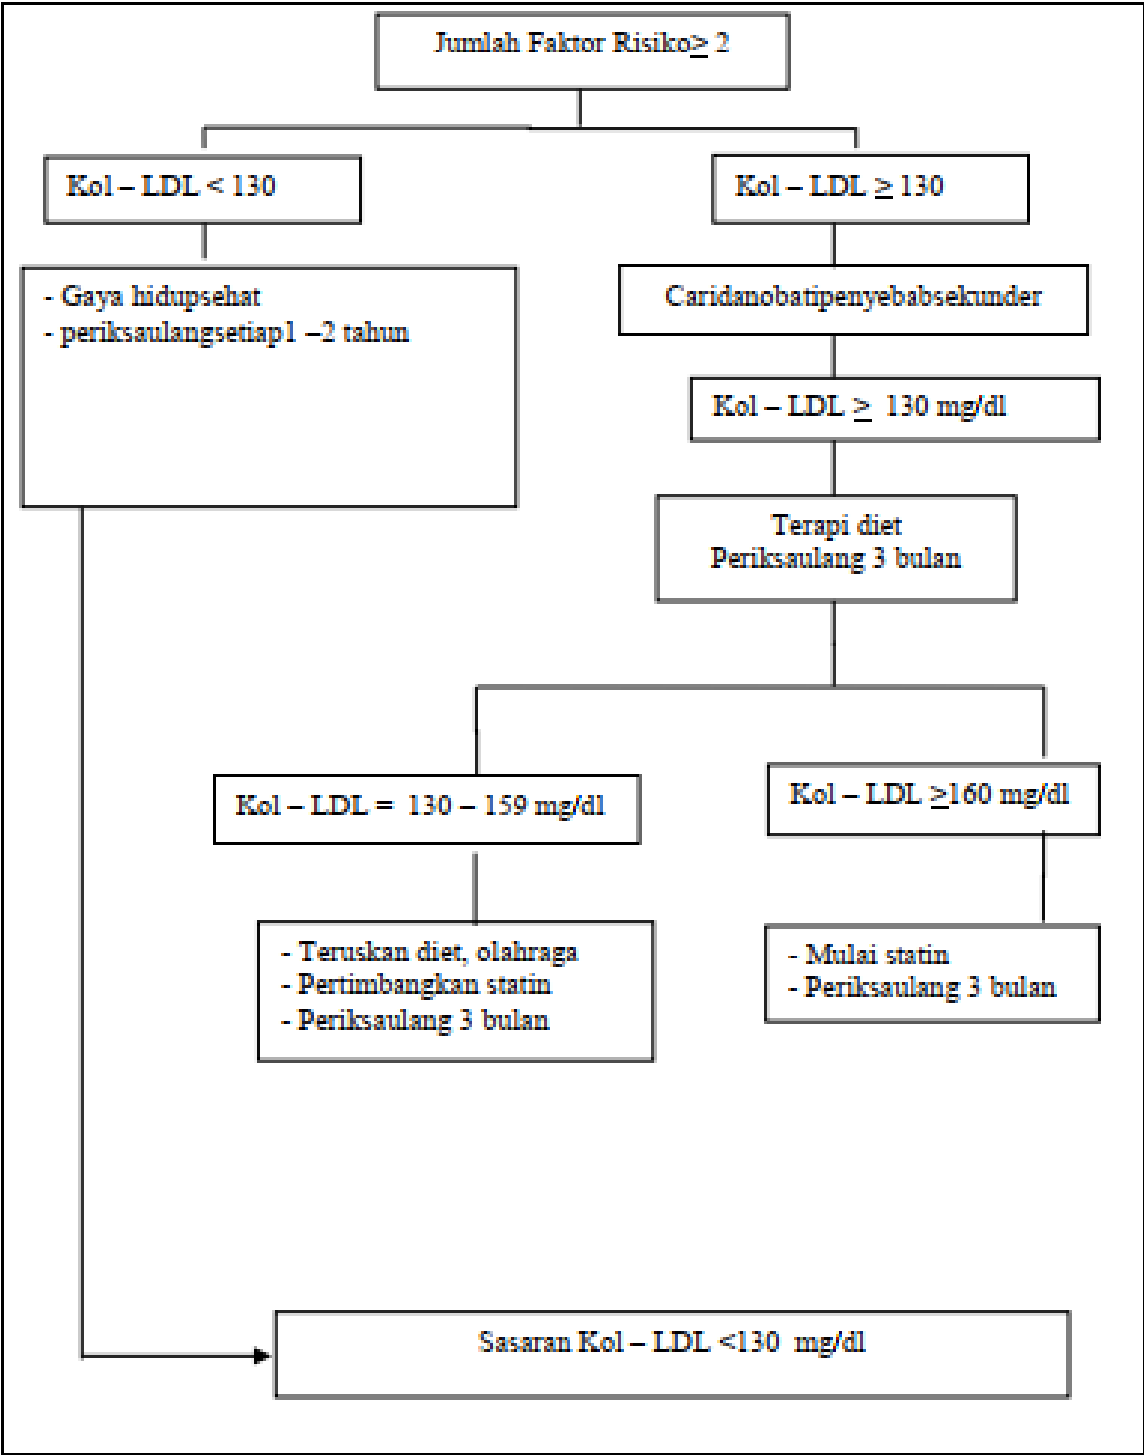 Jumlah Faktor Risiko≥ 2
Kol – LDL < 130
Kol – LDL ≥ 130
- Gaya hidupsehat
- periksaulangsetiap1 –2 tahun
Caridanobatipenyebabsekunder
Kol – LDL ≥ 130 mg/dl
Terapi diet
Periksaulang 3 bulan
Kol – LDL = 130 – 159 mg/dl
Kol – LDL ≥160 mg/dl
- Teruskan diet, olahraga
- Pertimbangkan statin
- Periksaulang 3 bulan
- Mulai statin
- Periksaulang 3 bulan
Sasaran Kol – LDL <130 mg/dl